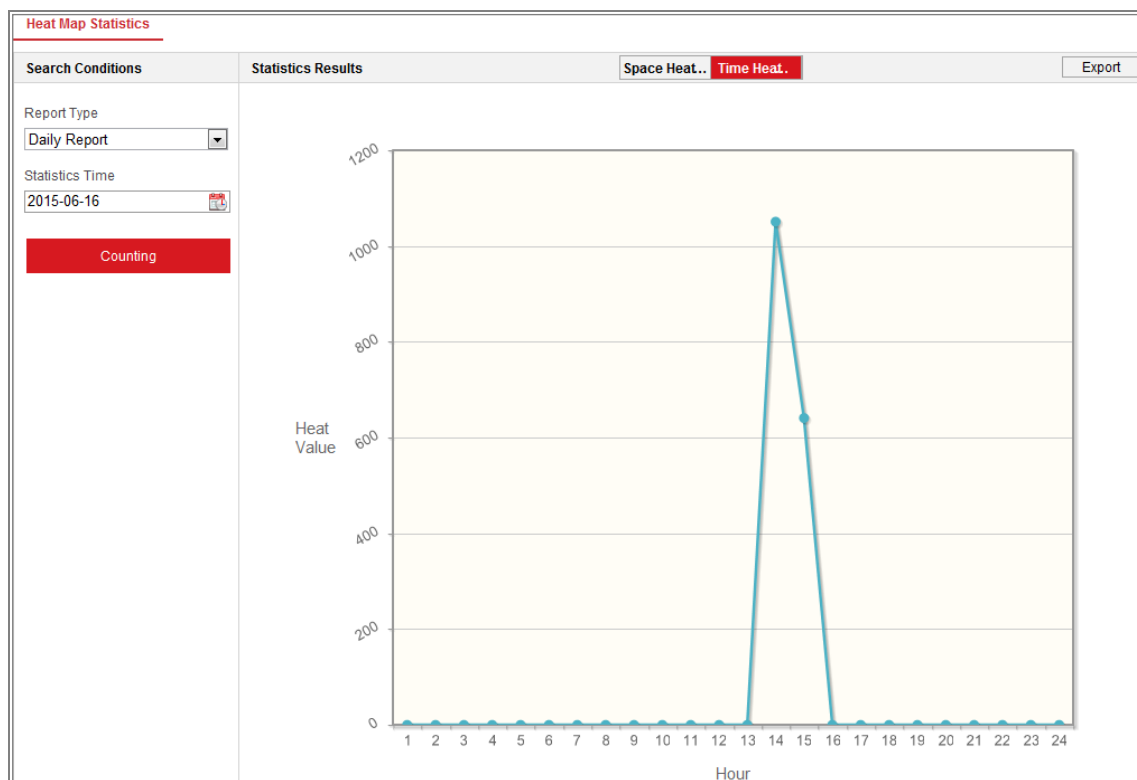 Heat Map Statistics
Search Conditions
Statistics Results
Space Heat...
Time Heat..
Export
Report Type
Daily Report
Statistics Time
2015-06-16
Counting
1200
1000
800
600
400
200
0
Heat
Value
1 2 3 4 5 6 7 8 9 10 11 12 13 14 15 16 17 18 19 20 21 22 23 24
Hour